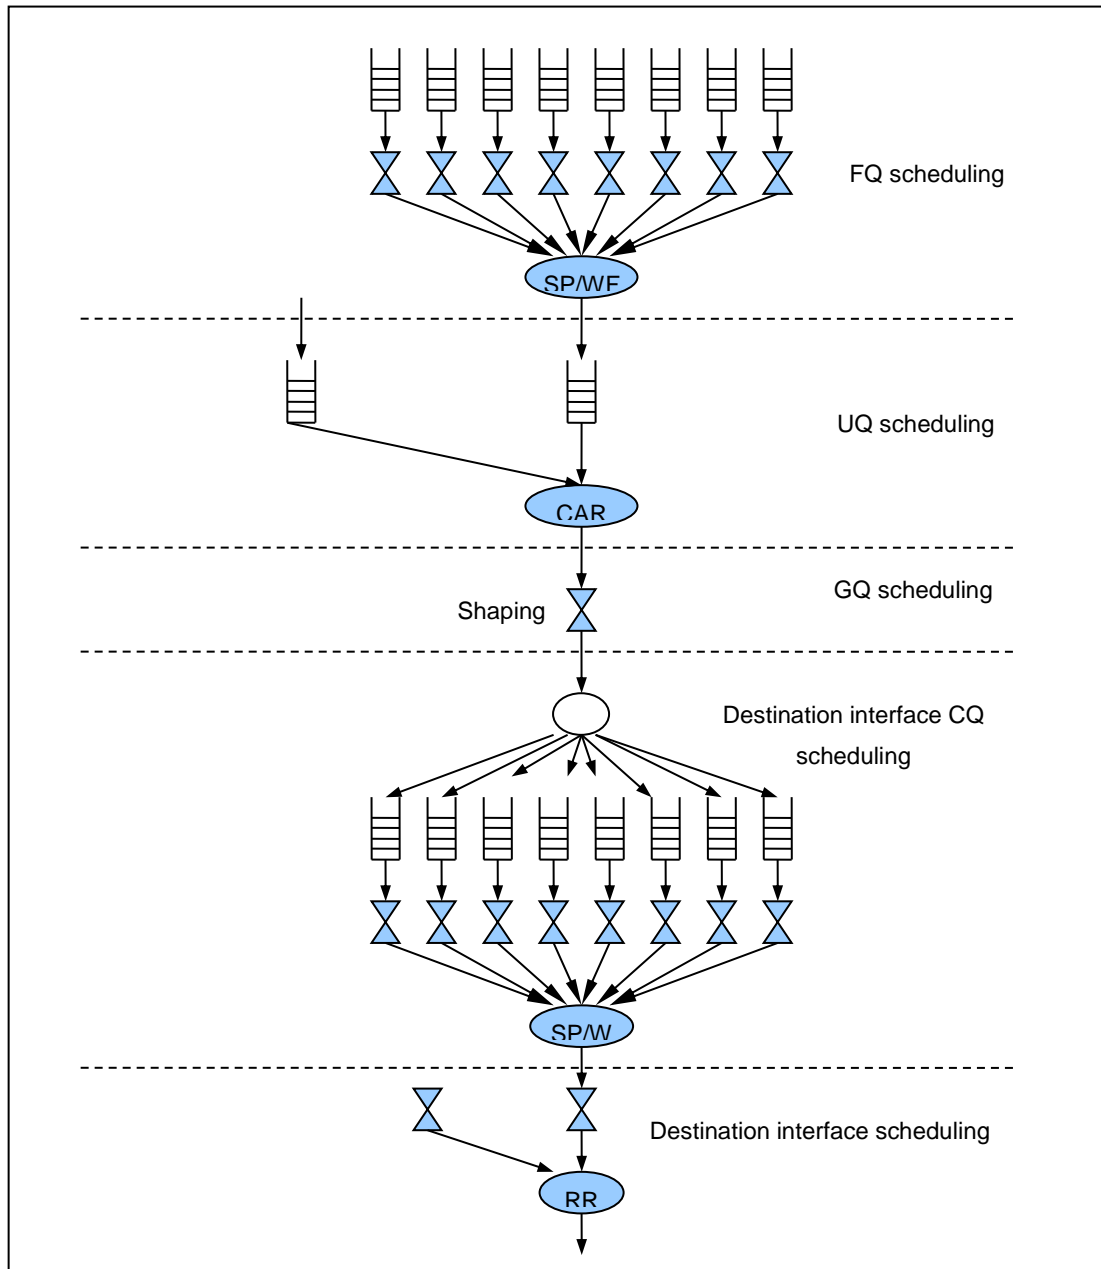 FQ scheduling
SP/WF
UQ scheduling
CAR
GQ scheduling
Shaping
Destination interface CQ
scheduling
SP/W
Destination interface scheduling
RR